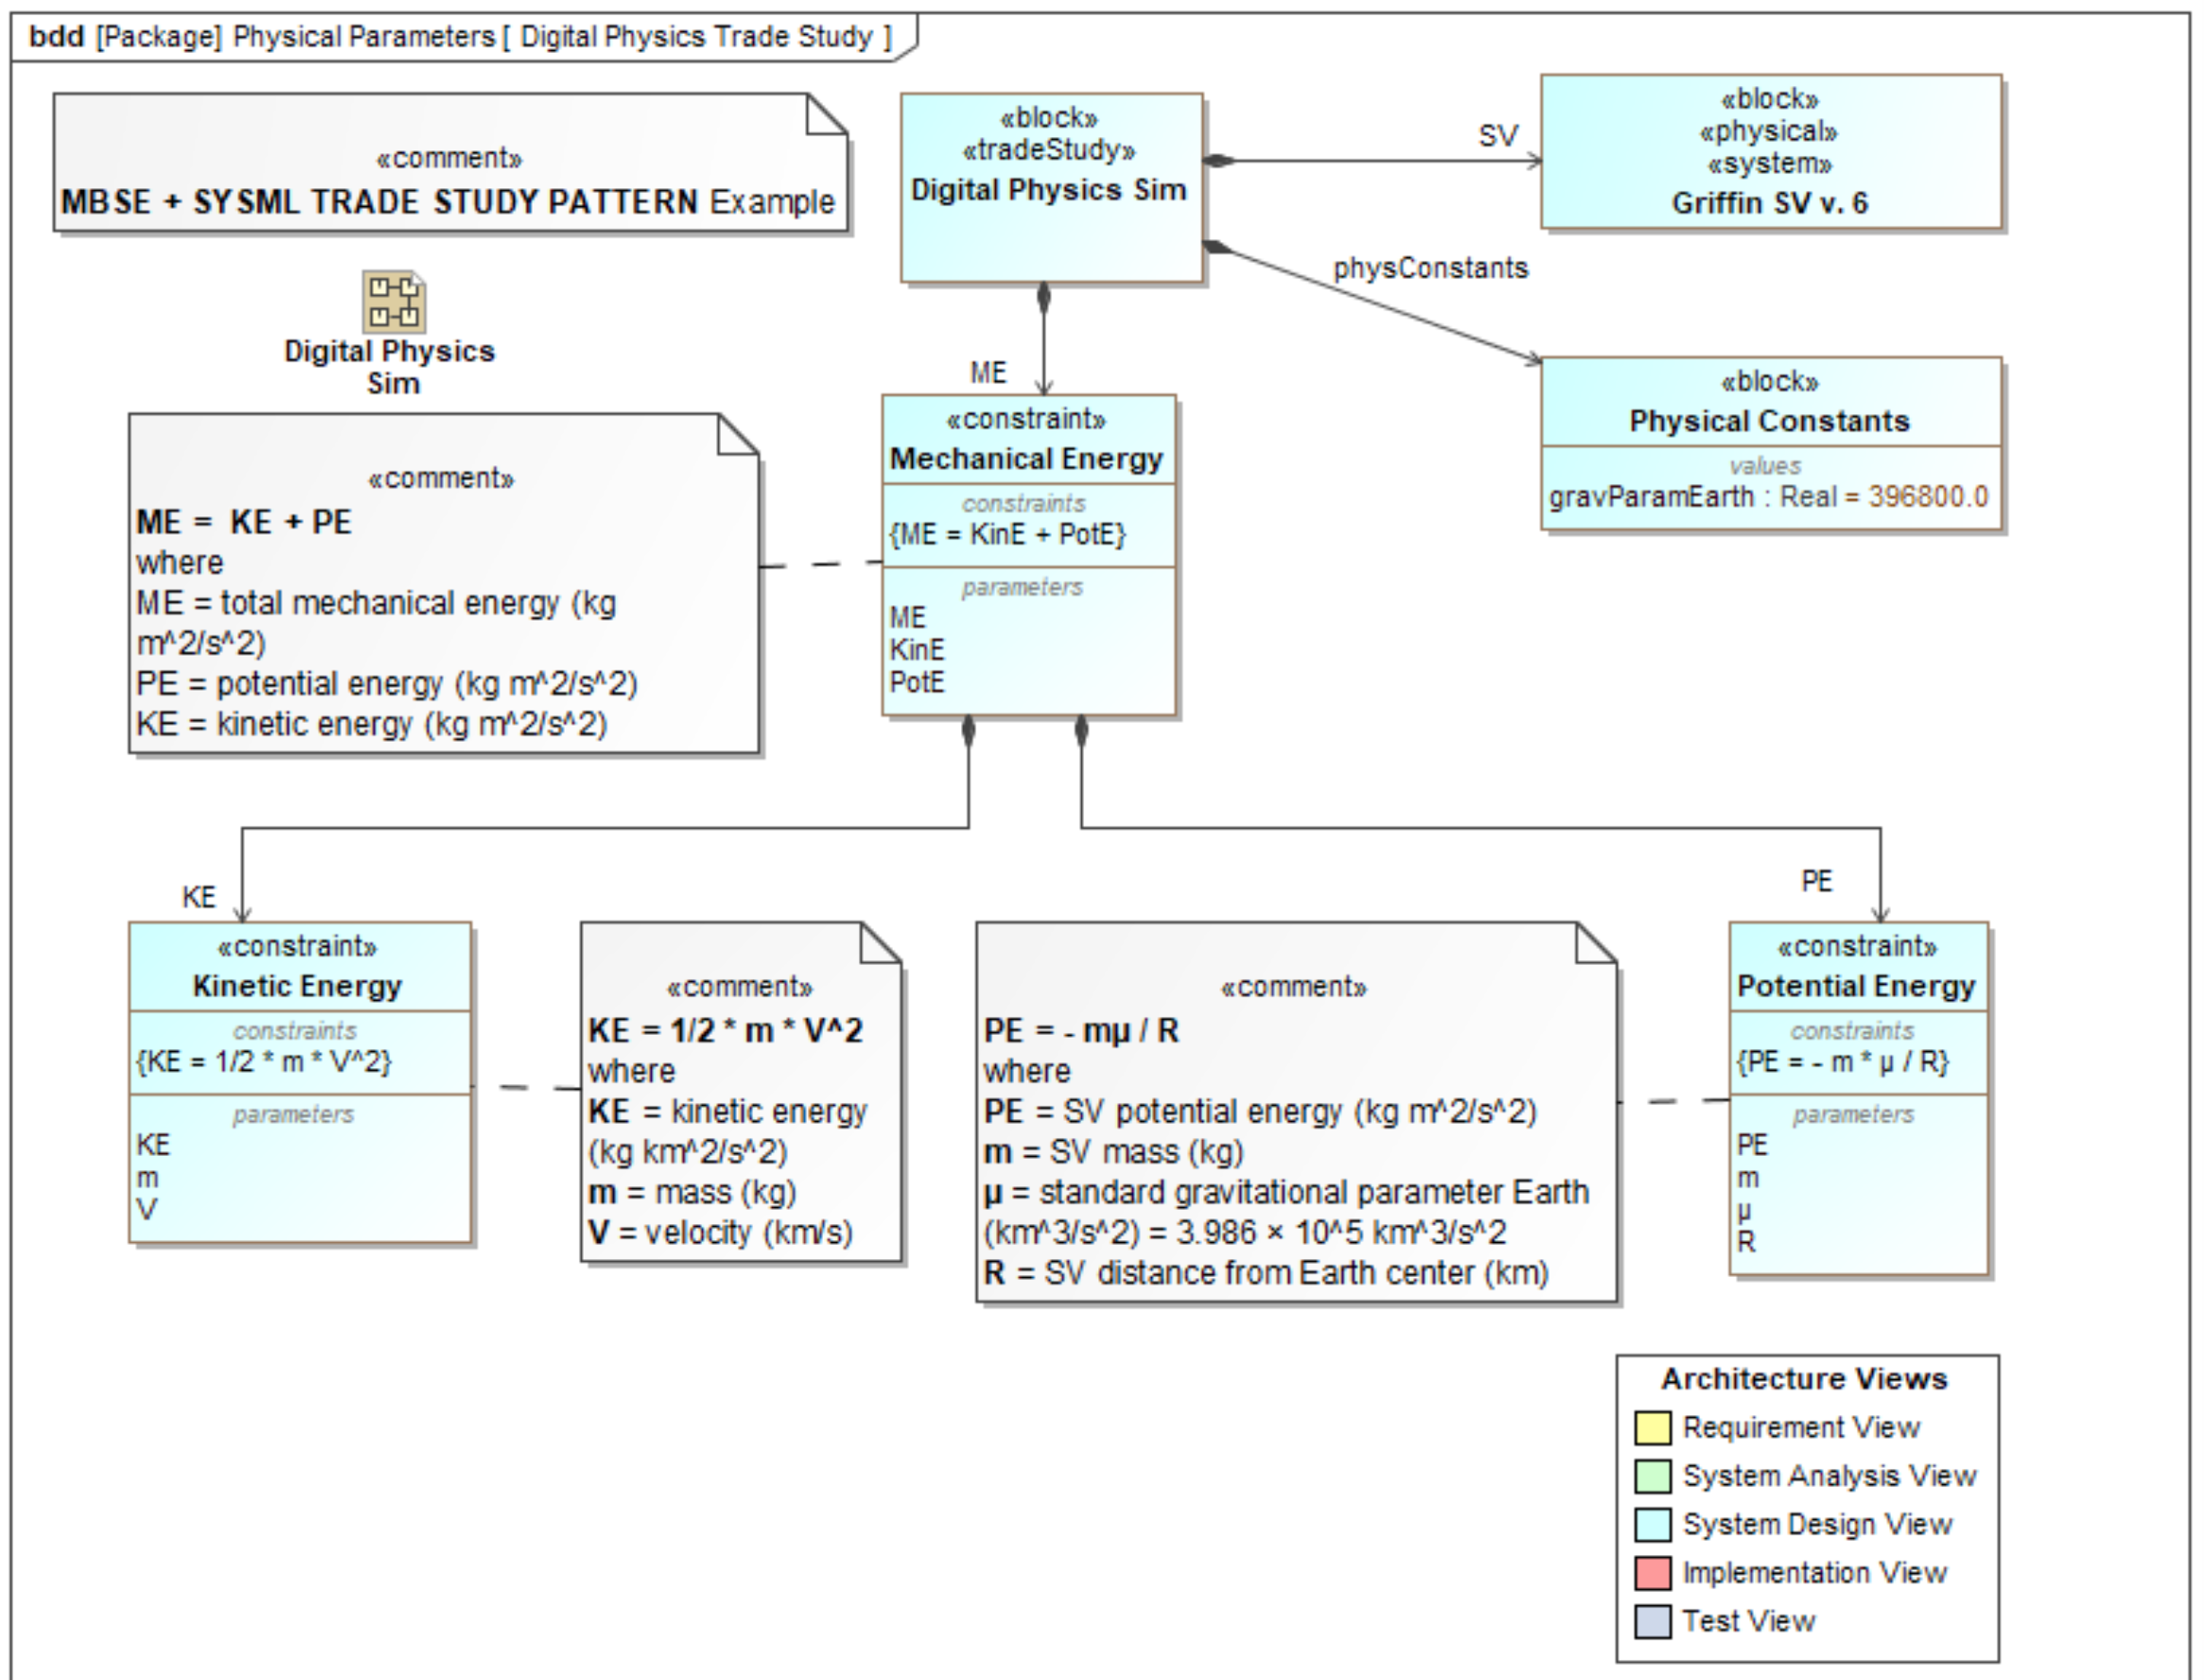 bdd [Package] Physical Parameters [ Digital Physics Trade Study ]
«comment»
MBSE + SYSML TRADE STUDY PATTERN Example
Digital Physics
Sim
«block»
«tradeStudy»
Digital Physics Sim
SV
«block»
«physical»
«system»
Griffin SV v. 6
physConstants
«block»
Physical Constants
values
gravParamEarth : Real = 396800.0
ME
«comment»
ME = KE + PE
where
ME = total mechanical energy (kg
m^2/s^2)
PE = potential energy (kg m^2/s^2)
KE = kinetic energy (kg m^2/s^2)
«constraint»
Mechanical Energy
constraints
{ME = KinE + PotE}
parameters
ME
KinE
PotE
KE
«constraint»
Kinetic Energy
constraints
{KE = 1/2 * m * V^2}
parameters
KE
m
V
«comment»
KE = 1/2 * m * V^2
where
KE = kinetic energy
(kg km^2/s^2)
m = mass (kg)
V = velocity (km/s)
«comment»
PE = - mµ / R
where
PE = SV potential energy (kg m^2/s^2)
m = SV mass (kg)
µ = standard gravitational parameter Earth
(km^3/s^2) = 3.986 × 10^5 km^3/s^2
R = SV distance from Earth center (km)
PE
«constraint»
Potential Energy
constraints
{PE = - m * µ / R}
parameters
PE
m
µ
R
Architecture Views
Requirement View
System Analysis View
System Design View
Implementation View
Test View